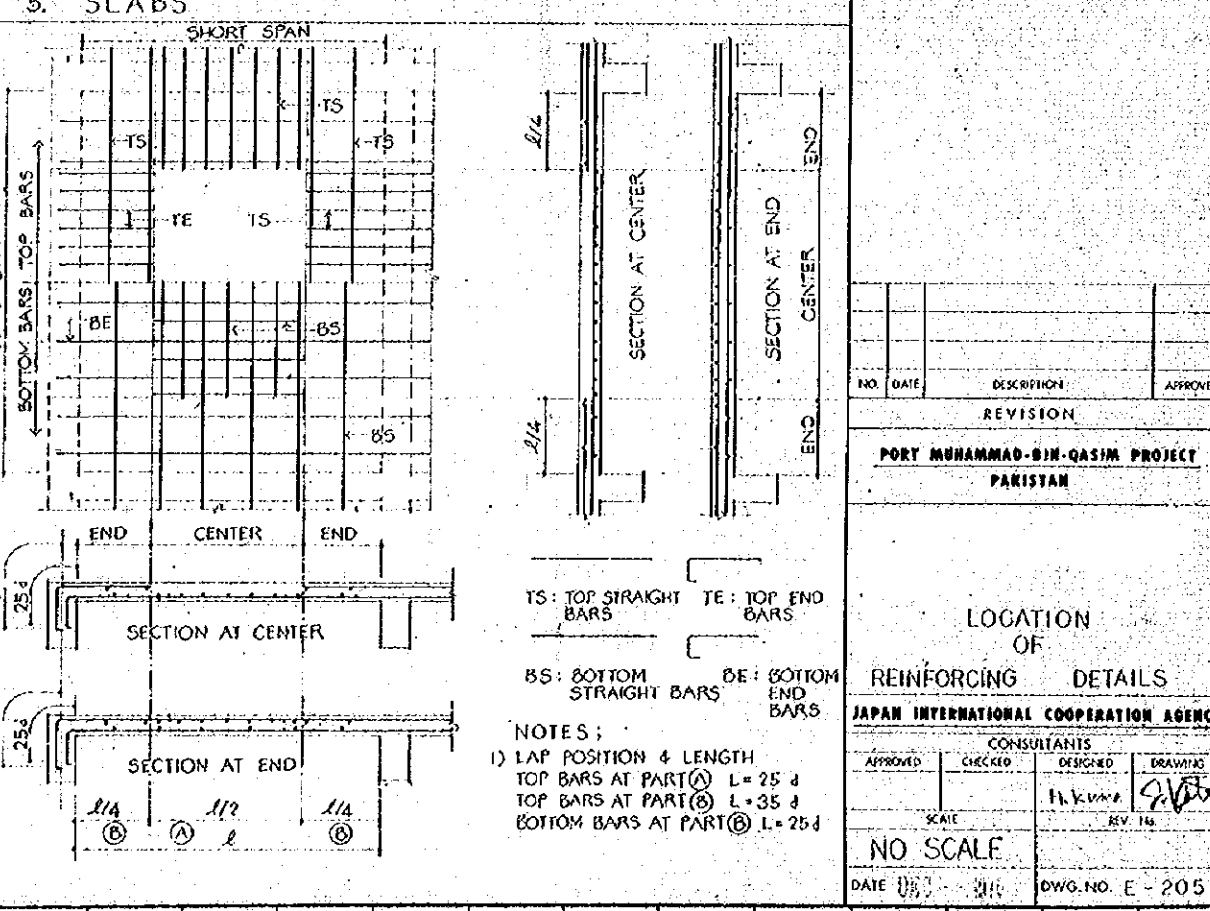 3. SLABS
SHORT SPAN
TS
TS
TS
TE
TS
BOTTOM BARS TOP BARS
BE
BS
BS
END CENTER END
25d
SECTION AT CENTER
25d
SECTION AT END
l/4 l/2 l/4
B A l B
l/4
l/4
SECTION AT CENTER
SECTION AT END
END CENTER END
TS: TOP STRAIGHT BARS
TE: TOP END BARS
BS: BOTTOM STRAIGHT BARS
BE: BOTTOM END BARS
NOTES;
1) LAP POSITION & LENGTH
TOP BARS AT PART Ⓐ L=25 d
TOP BARS AT PART Ⓑ L=35 d
BOTTOM BARS AT PART Ⓑ L=25d
NO. DATE DESCRIPTION APPROVE
REVISION
PORT MUHAMMAD-BIN-QASIM PROJECT
PAKISTAN
LOCATION
OF
REINFORCING DETAILS
JAPAN INTERNATIONAL COOPERATION AGENC
CONSULTANTS
APPROVED CHECKED DESIGNED DRAWING
SCALE REV. No.
NO SCALE
DATE DWG. NO. E - 205